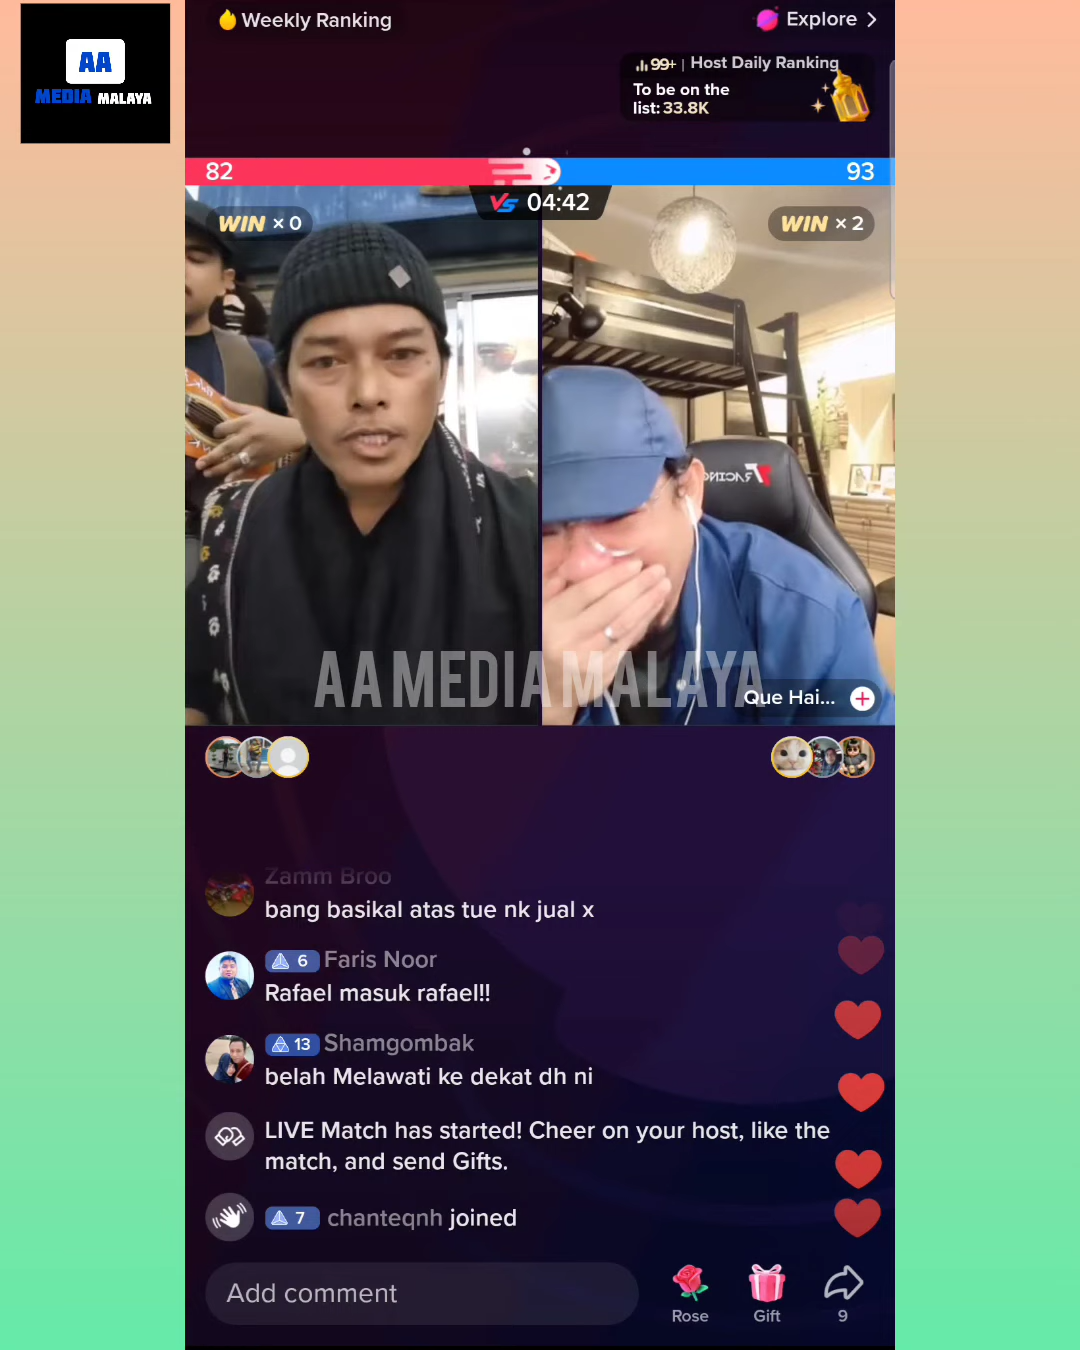 AA
MEDIA MALAYA
Weekly Ranking
Explore
99+ | Host Daily Ranking
To be on the
list: 33.8K
82
93
VS 04:42
WIN × 0
WIN × 2
RACING
AA MEDIA MALAYA
Que Hai...
Zamm Broo
bang basikal atas tue nk jual x
6 Faris Noor
Rafael masuk rafael!!
13 Shamgombak
belah Melawati ke dekat dh ni
LIVE Match has started! Cheer on your host, like the
match, and send Gifts.
7 chanteqnh joined
Add comment
Rose
Gift
9